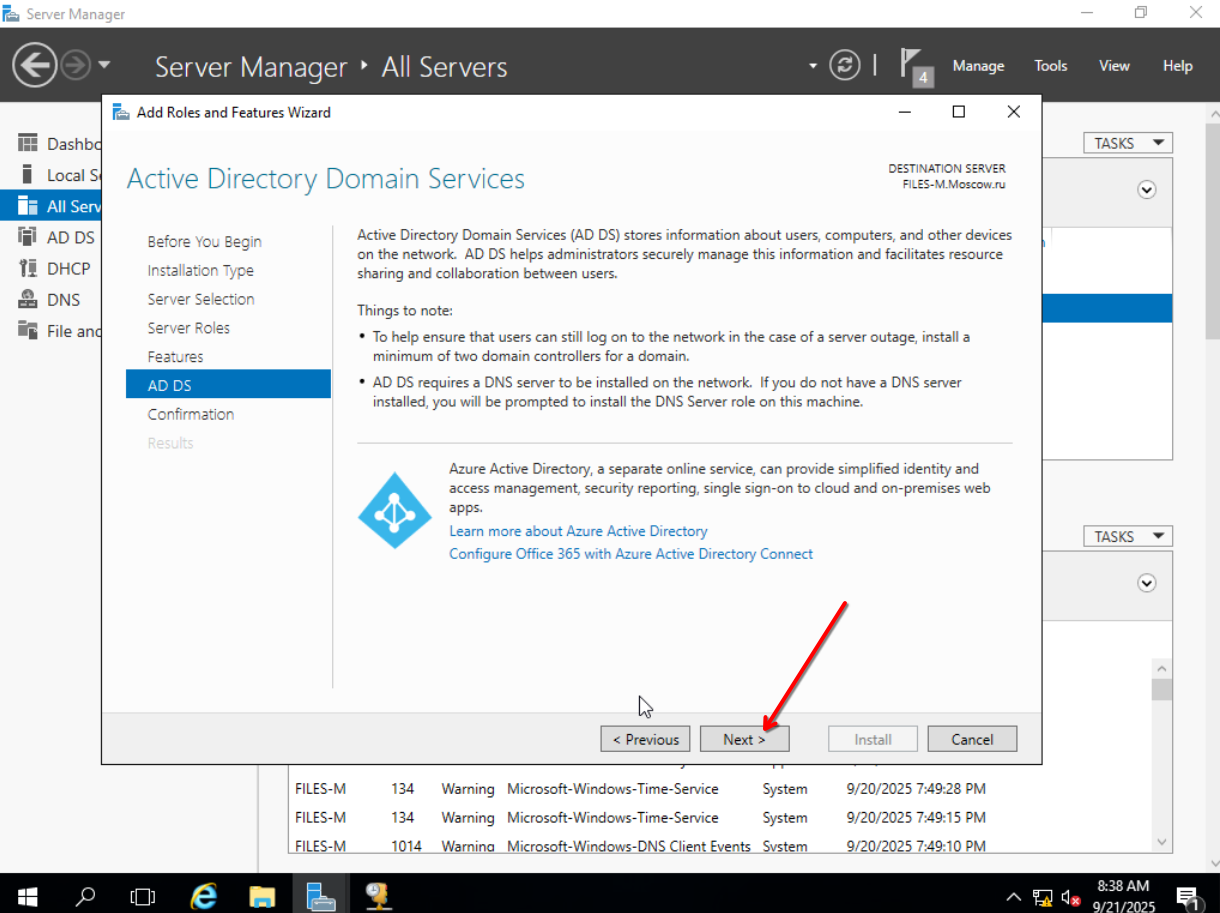 Server Manager
Server Manager • All Servers
4
Manage
Tools
View
Help
Add Roles and Features Wizard
Active Directory Domain Services
DESTINATION SERVER
FILES-M.Moscow.ru
Dashbo
Local Se
All Serv
AD DS
DHCP
DNS
File and
TASKS
Before You Begin
Installation Type
Server Selection
Server Roles
Features
AD DS
Confirmation
Results
Active Directory Domain Services (AD DS) stores information about users, computers, and other devices
on the network.  AD DS helps administrators securely manage this information and facilitates resource
sharing and collaboration between users.
Things to note:
• To help ensure that users can still log on to the network in the case of a server outage, install a
minimum of two domain controllers for a domain.
• AD DS requires a DNS server to be installed on the network.  If you do not have a DNS server
installed, you will be prompted to install the DNS Server role on this machine.
Azure Active Directory, a separate online service, can provide simplified identity and
access management, security reporting, single sign-on to cloud and on-premises web
apps.
Learn more about Azure Active Directory
Configure Office 365 with Azure Active Directory Connect
TASKS
< Previous
Next >
Install
Cancel
FILES-M 134 Warning Microsoft-Windows-Time-Service System 9/20/2025 7:49:28 PM
FILES-M 134 Warning Microsoft-Windows-Time-Service System 9/20/2025 7:49:15 PM
FILES-M 1014 Warning Microsoft-Windows-DNS Client Events System 9/20/2025 7:49:10 PM
8:38 AM
9/21/2025
1